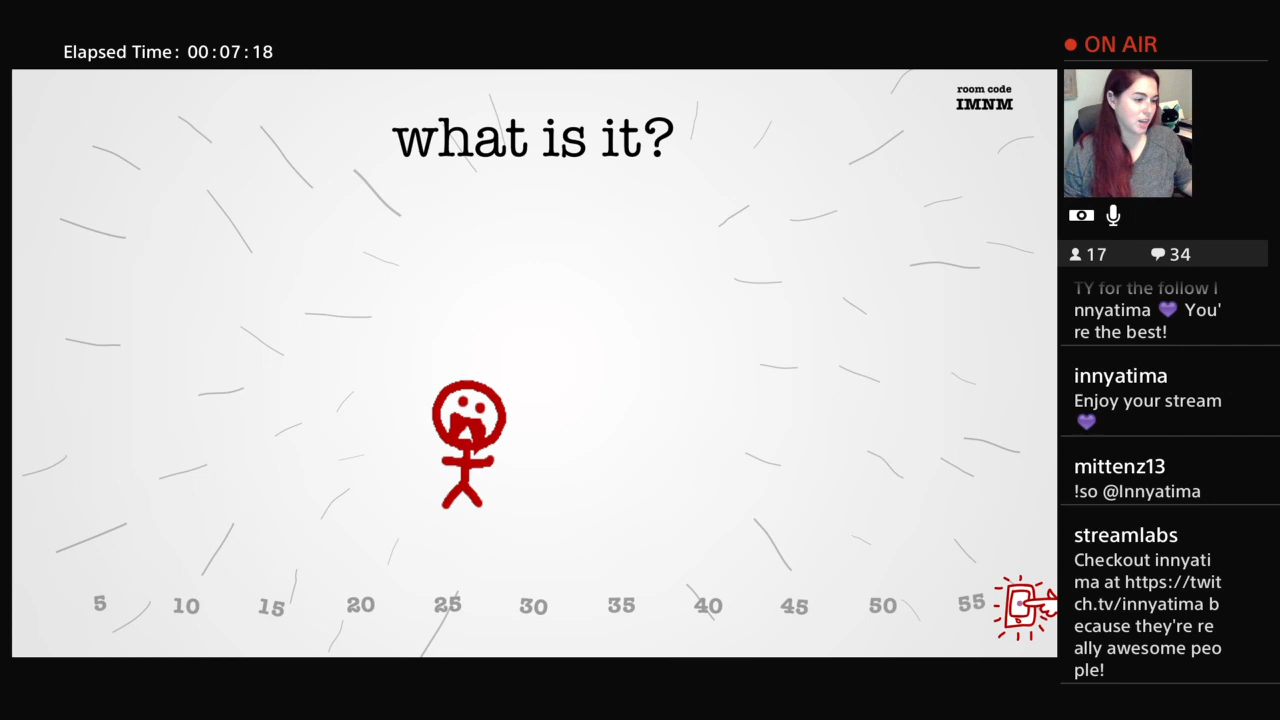 Elapsed Time: 00:07:18
ON AIR
room code
IMNM
what is it?
17 34
TY for the follow I
nnyatima 💜 You'
re the best!
innyatima
Enjoy your stream
💜
mittenz13
!so @Innyatima
streamlabs
Checkout innyati
ma at https://twit
ch.tv/innyatima b
ecause they're re
ally awesome peo
ple!
5 10 15 20 25 30 35 40 45 50 55